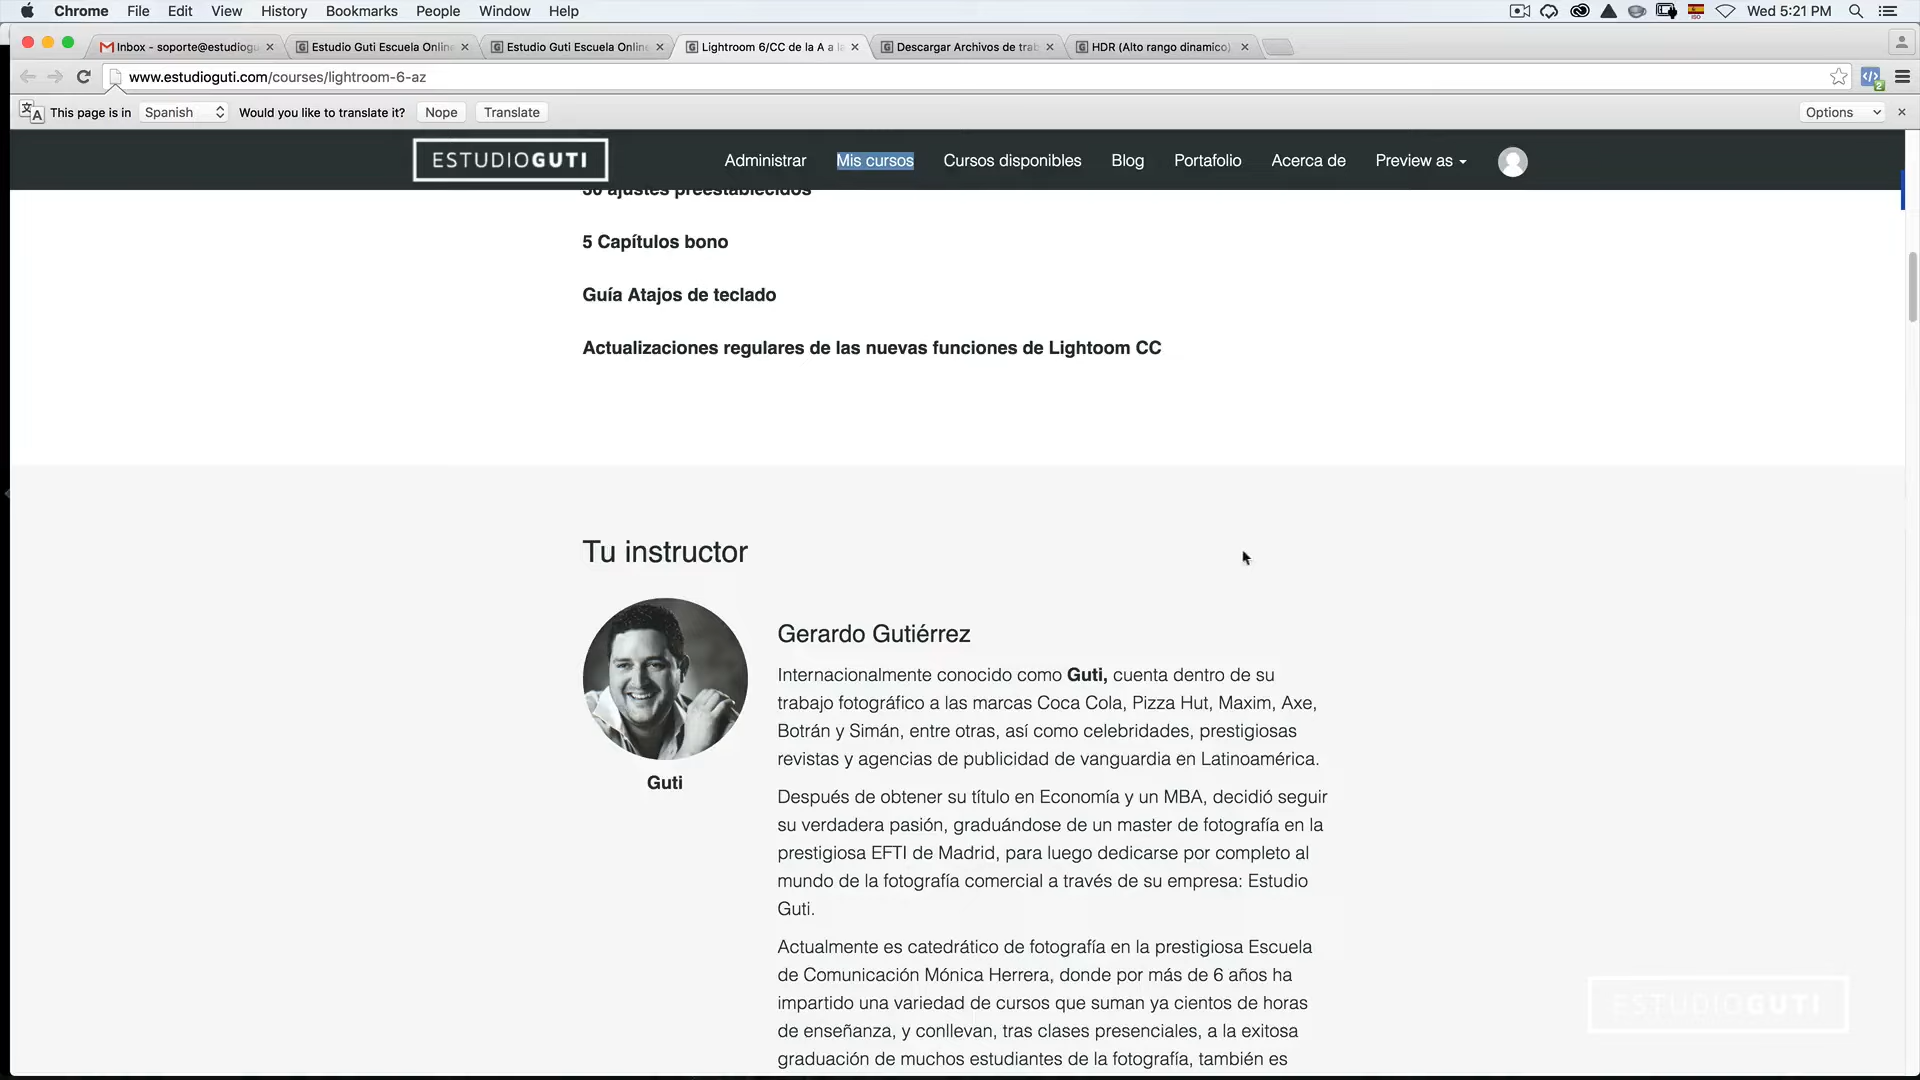 Chrome File Edit View History Bookmarks People Window Help Wed 5:21 PM
Inbox - soporte@estudiogu Estudio Guti Escuela Online Estudio Guti Escuela Online Lightroom 6/CC de la A a la Descargar Archivos de trab HDR (Alto rango dinamico)
www.estudioguti.com/courses/lightroom-6-az
This page is in Spanish Would you like to translate it? Nope Translate Options
ESTUDIOGUTI Administrar Mis cursos Cursos disponibles Blog Portafolio Acerca de Preview as
30 ajustes preestablecidos
5 Capítulos bono
Guía Atajos de teclado
Actualizaciones regulares de las nuevas funciones de Lightoom CC
Tu instructor
Gerardo Gutiérrez
Internacionalmente conocido como Guti, cuenta dentro de su
trabajo fotográfico a las marcas Coca Cola, Pizza Hut, Maxim, Axe,
Botrán y Simán, entre otras, así como celebridades, prestigiosas
revistas y agencias de publicidad de vanguardia en Latinoamérica.
Guti
Después de obtener su título en Economía y un MBA, decidió seguir
su verdadera pasión, graduándose de un master de fotografía en la
prestigiosa EFTI de Madrid, para luego dedicarse por completo al
mundo de la fotografía comercial a través de su empresa: Estudio
Guti.
Actualmente es catedrático de fotografía en la prestigiosa Escuela
de Comunicación Mónica Herrera, donde por más de 6 años ha
impartido una variedad de cursos que suman ya cientos de horas
de enseñanza, y conllevan, tras clases presenciales, a la exitosa
graduación de muchos estudiantes de la fotografía, también es
ESTUDIOGUTI